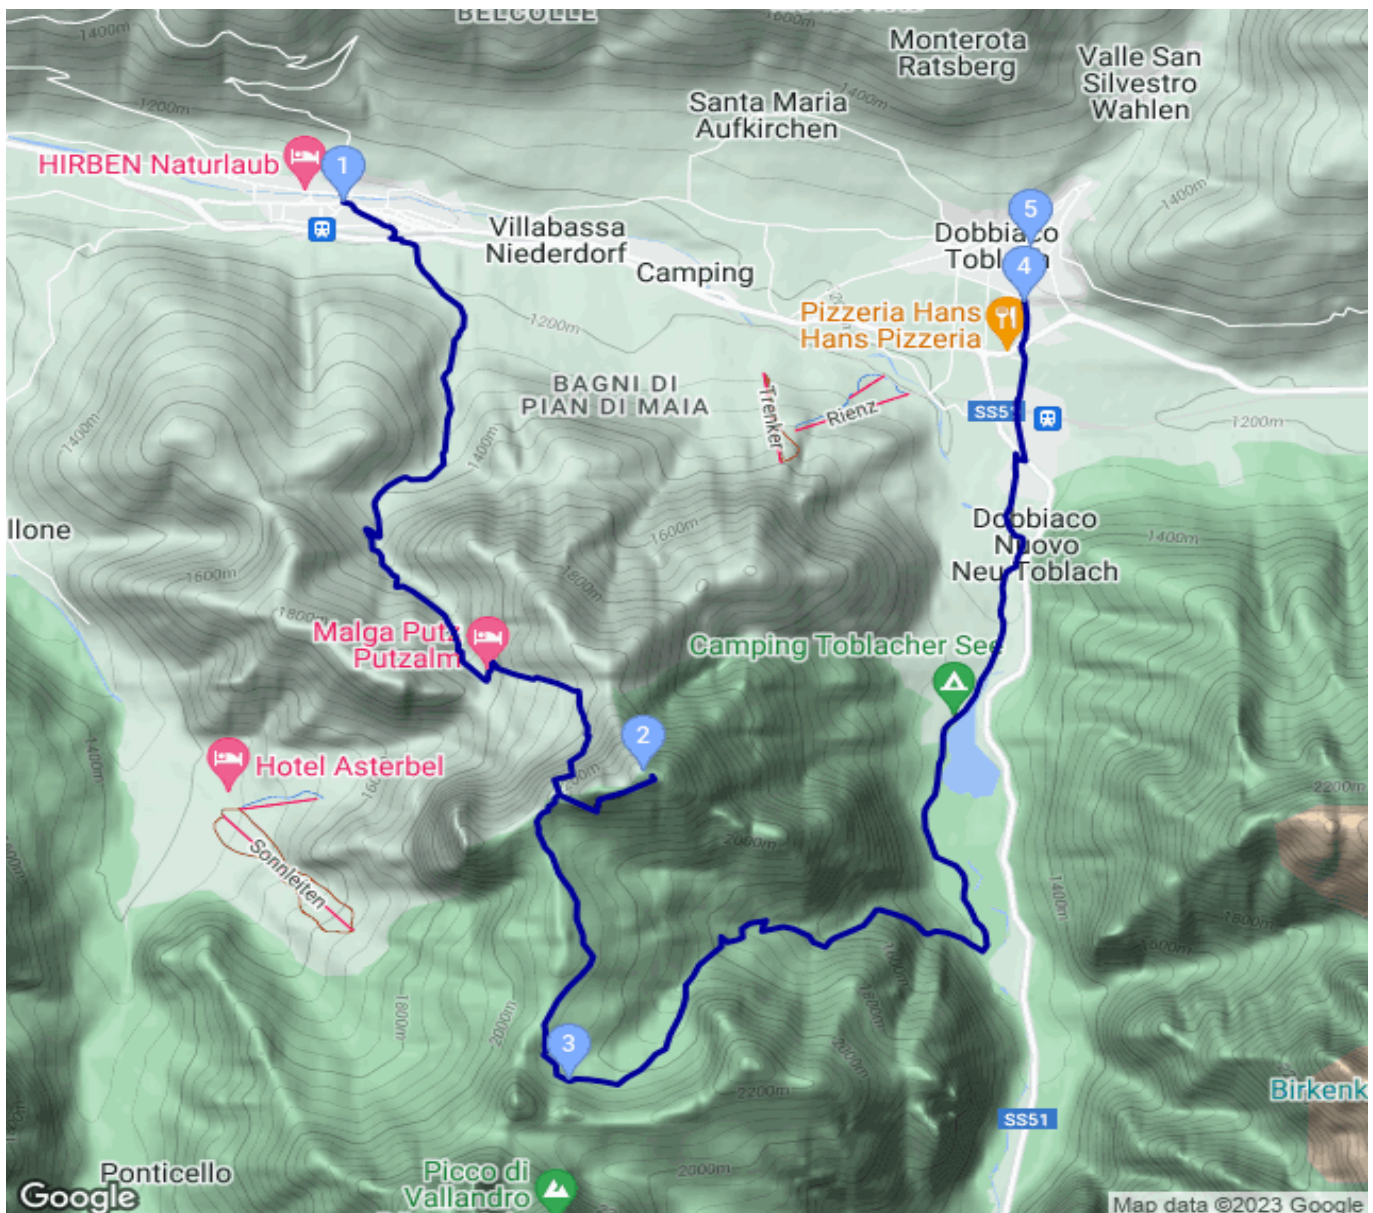 BELCOLLE
1600m
1400m
Monterota
Ratsberg
Valle San
Silvestro
Wahlen
1200m
Santa Maria
Aufkirchen
1400m
HIRBEN Naturlaub
1
1400m
5
Villabassa
Niederdorf
Dobbiaco
4
Camping
Pizzeria Hans
Hans Pizzeria
1200m
BAGNI DI
PIAN DI MAIA
Trenker
Rienz
SS51
1200m
1400m
1400m
llone
1600m
Dobbiaco
Nuovo
Neu Toblach
1400m
1600m
1800m
1800m
Malga Putz
Putzalm
Camping Toblacher See
1400m
2
Hotel Asterbel
2200m
2000m
Sonnleiten
1400m
1800m
1600m
1800m
1800m
1800m
2000m
2000m
3
2200m
Birkenk
SS51
Ponticello
Picco di
Vallandro
2000m
Google
Map data ©2023 Google